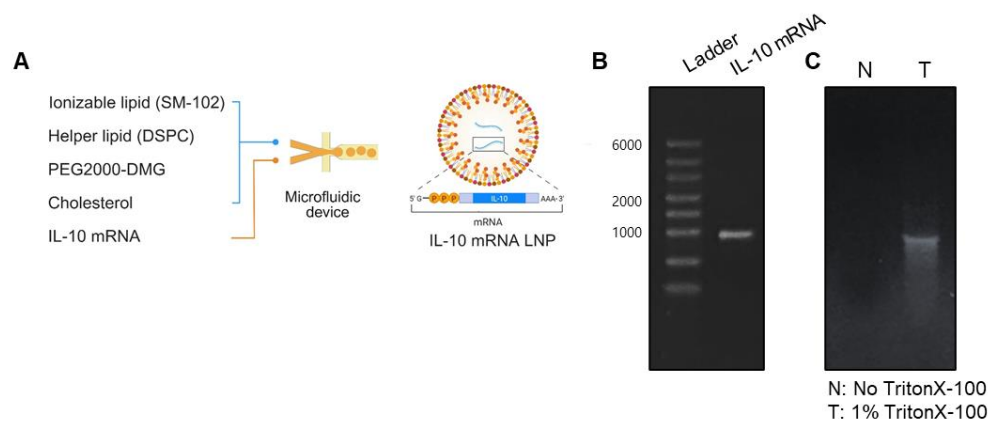 A
Ionizable lipid (SM-102)
Helper lipid (DSPC)
PEG2000-DMG
Cholesterol
IL-10 mRNA
Microfluidic
device
5'G
P P P
IL-10
AAA-3'
mRNA
IL-10 mRNA LNP
B
Ladder
IL-10 mRNA
6000
2000
1000
C
N T
N: No TritonX-100
T: 1% TritonX-100